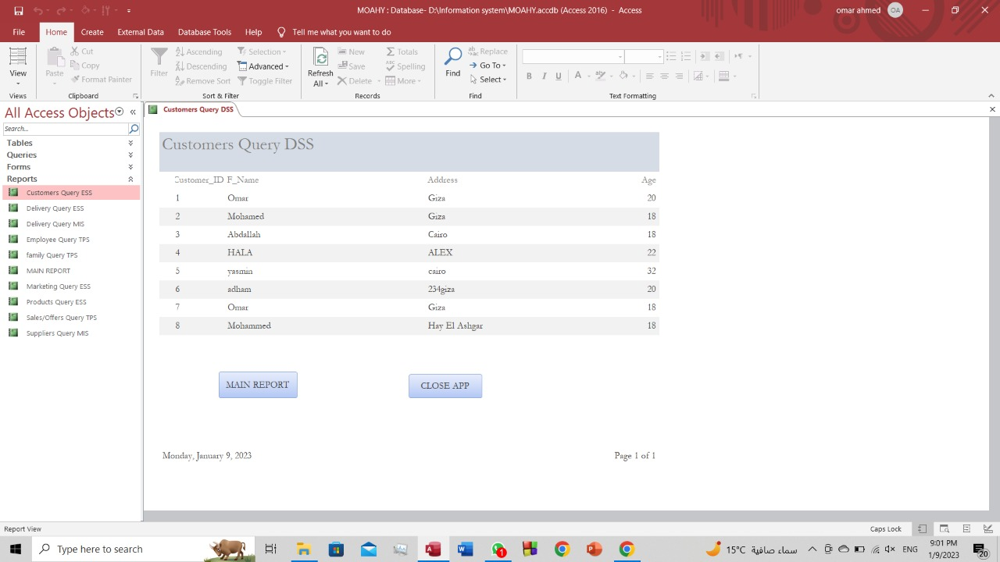 MOAHY : Database- D:\Information system\MOAHY.accdb (Access 2016) - Access
omar ahmed OA
File Home Create External Data Database Tools Help Tell me what you want to do
View
Views
Paste
Cut
Copy
Format Painter
Clipboard
Filter
Ascending
Descending
Remove Sort
Selection
Advanced
Toggle Filter
Sort & Filter
Refresh
All
New
Save
Delete
Totals
Spelling
More
Records
Find
Replace
Go To
Select
Find
B I U A
Text Formatting
All Access Objects
Search...
Tables
Queries
Forms
Reports
Customers Query ESS
Delivery Query ESS
Delivery Query MIS
Employee Query TPS
family Query TPS
MAIN REPORT
Marketing Query ESS
Products Query ESS
Sales/Offers Query TPS
Suppliers Query MIS
Customers Query DSS
Customers Query DSS
Customer_ID F_Name Address Age
1 Omar Giza 20
2 Mohamed Giza 18
3 Abdallah Cairo 18
4 HALA ALEX 22
5 yasmin cairo 32
6 adham 234giza 20
7 Omar Giza 18
8 Mohammed Hay El Ashgar 18
MAIN REPORT CLOSE APP
Monday, January 9, 2023 Page 1 of 1
Report View Caps Lock
Type here to search
1
15°C سماء صافية
ENG
9:01 PM
1/9/2023
20